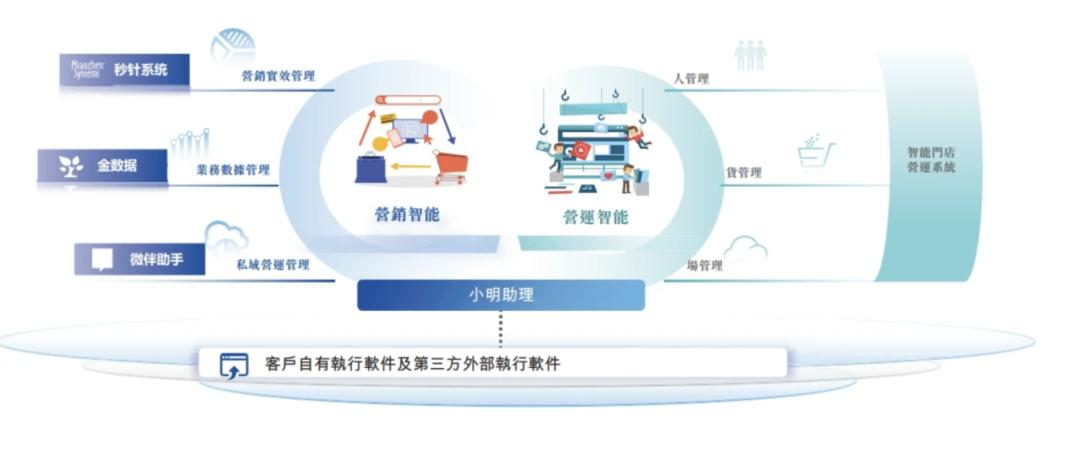 Miaozhen Systems 秒针系统
營銷實效管理
金数据
業務數據管理
微伴助手
私域營運管理
營銷智能
營運智能
人管理
貨管理
場管理
智能門店
營運系統
小明助理
客戶自有執行軟件及第三方外部執行軟件